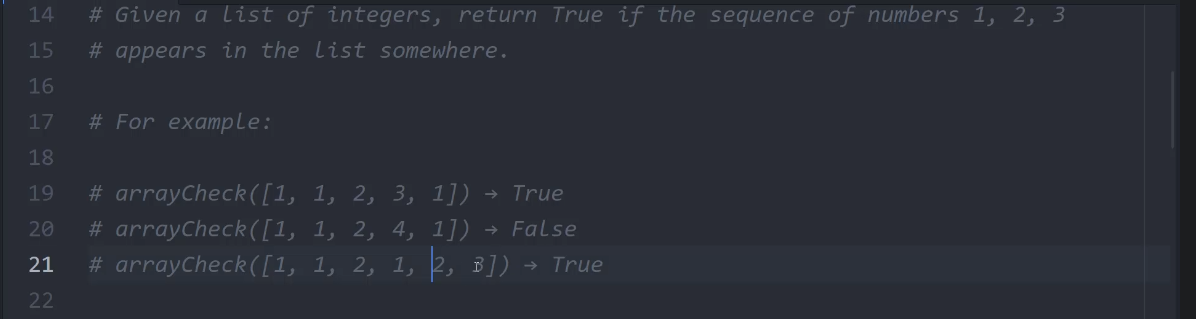 14 # Given a list of integers, return True if the sequence of numbers 1, 2, 3
15 # appears in the list somewhere.
16
17 # For example:
18
19 # arrayCheck([1, 1, 2, 3, 1]) → True
20 # arrayCheck([1, 1, 2, 4, 1]) → False
21 # arrayCheck([1, 1, 2, 1, 2, 3]) → True
22